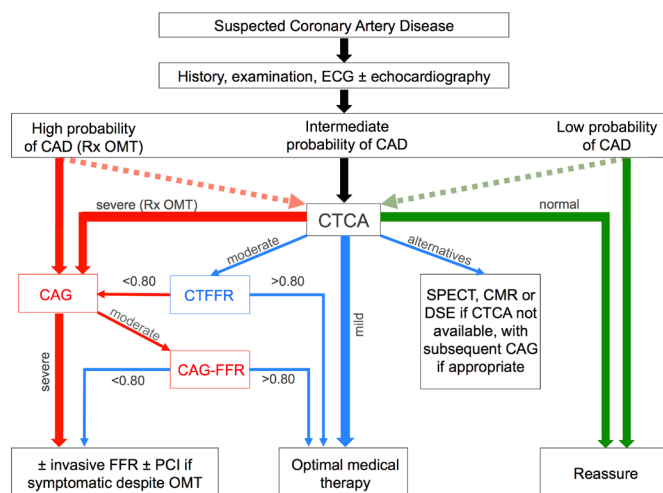 Suspected Coronary Artery Disease
History, examination, ECG ± echocardiography
High probability
of CAD (Rx OMT)
Intermediate
probability of CAD
Low probability
of CAD
severe (Rx OMT)
CTCA
normal
moderate
alternatives
CAG
<0.80
CTFFR
>0.80
mild
SPECT, CMR or
DSE if CTCA not
available, with
subsequent CAG
if appropriate
moderate
severe
<0.80
CAG-FFR
>0.80
± invasive FFR ± PCI if
symptomatic despite OMT
Optimal medical
therapy
Reassure